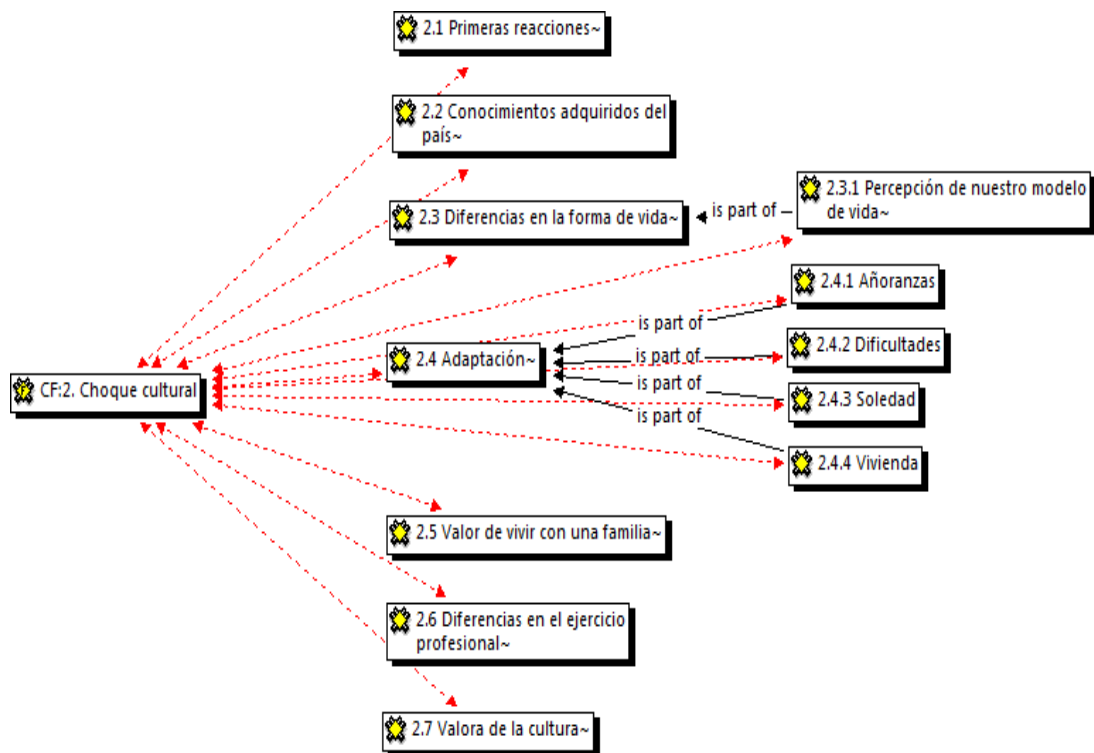 2.1 Primeras reacciones~
2.2 Conocimientos adquiridos del
país~
2.3 Diferencias en la forma de vida~
is part of
2.3.1 Percepción de nuestro modelo
de vida~
2.4.1 Añoranzas
is part of
2.4 Adaptación~
is part of
2.4.2 Dificultades
CF:2. Choque cultural
is part of
2.4.3 Soledad
is part of
2.4.4 Vivienda
2.5 Valor de vivir con una familia~
2.6 Diferencias en el ejercicio
profesional~
2.7 Valora de la cultura~